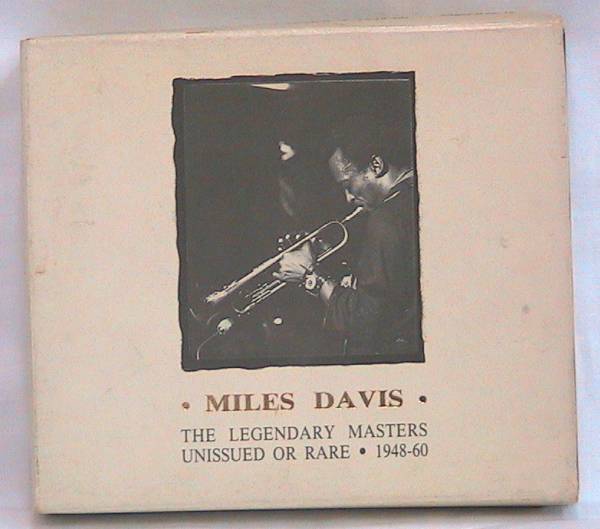 • MILES DAVIS •
THE LEGENDARY MASTERS
UNISSUED OR RARE • 1948-60